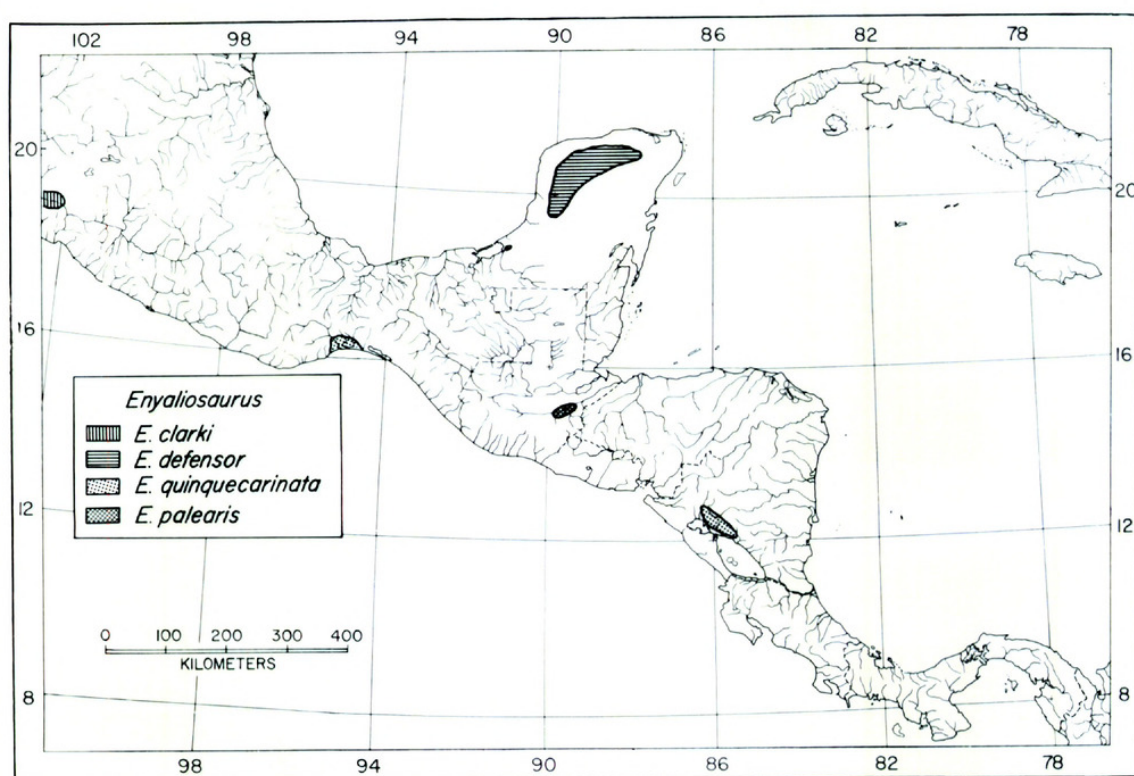 102 98 94 90 86 82 78
20
20
16
16
Enyaliosaurus
E. clarki
E. defensor
E. quinquecarinata
E. palearis
12
12
0 100 200 300 400
KILOMETERS
8
8
98 94 90 86 82 78